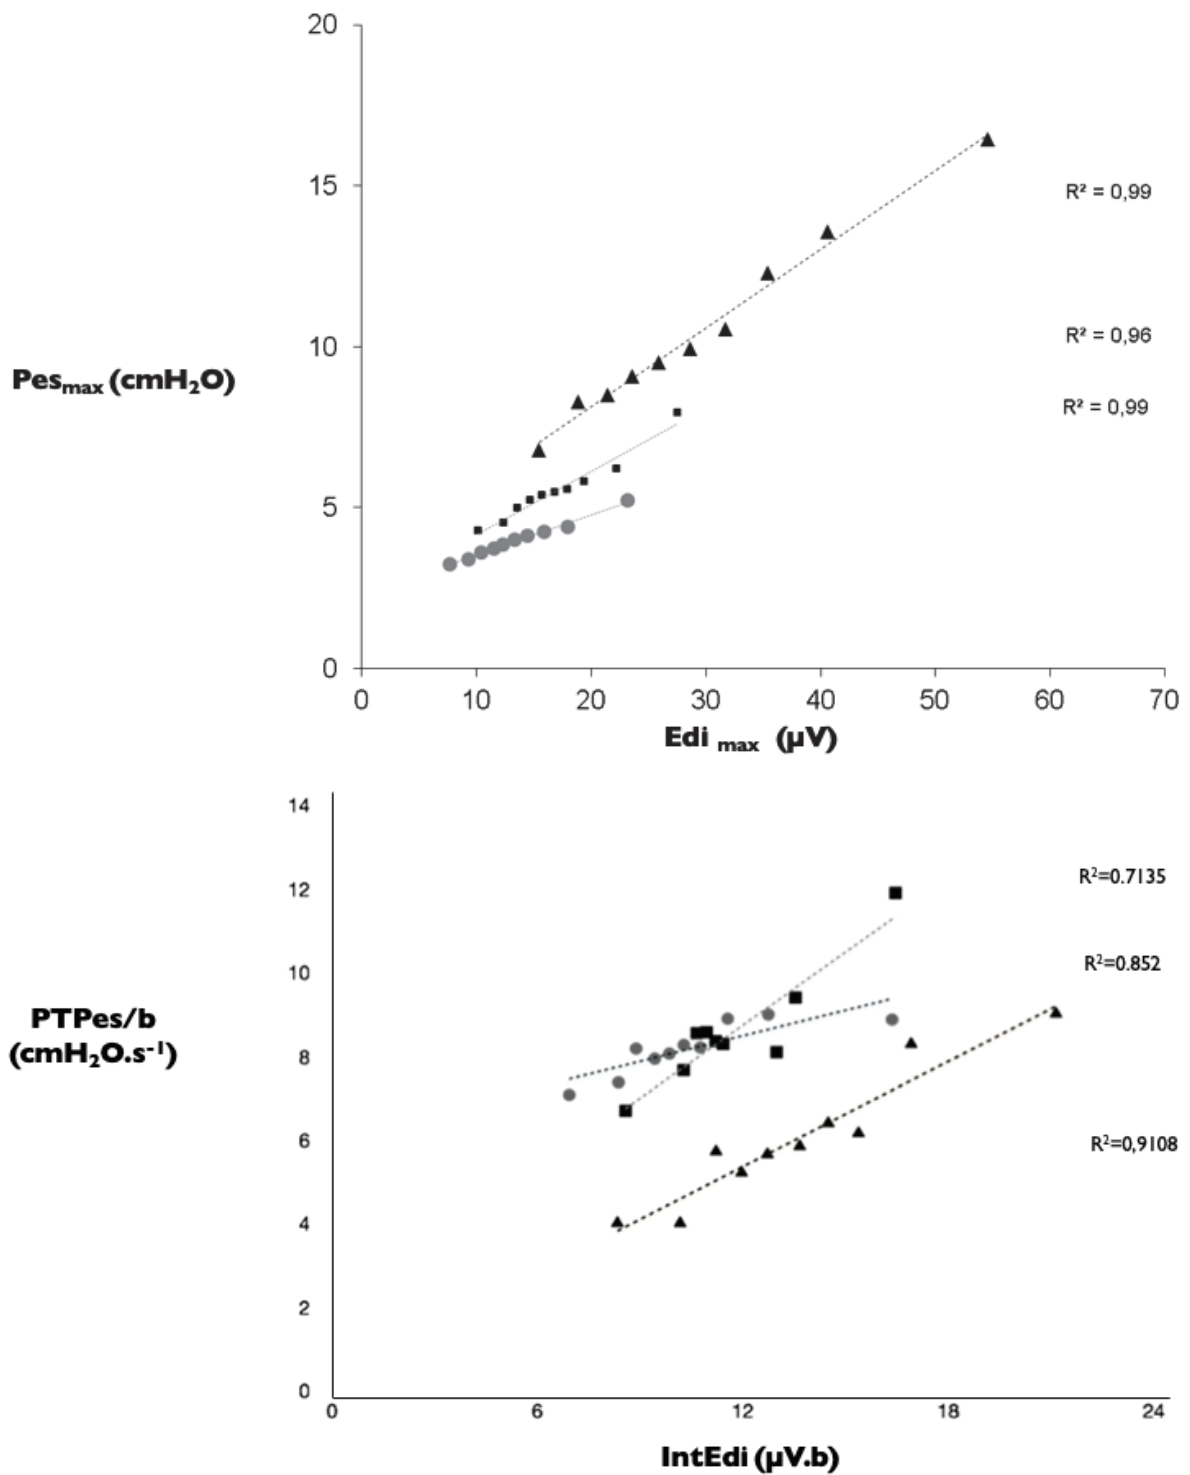 20
15
R² = 0,99
10
R² = 0,96
Pesmax (cmH2O)
R² = 0,99
5
0
0 10 20 30 40 50 60 70
Edi max (µV)
14
R²=0.7135
12
R²=0.852
10
PTPes/b
(cmH2O.s-1)
8
6
R²=0,9108
4
2
0
0 6 12 18 24
IntEdi (µV.b)